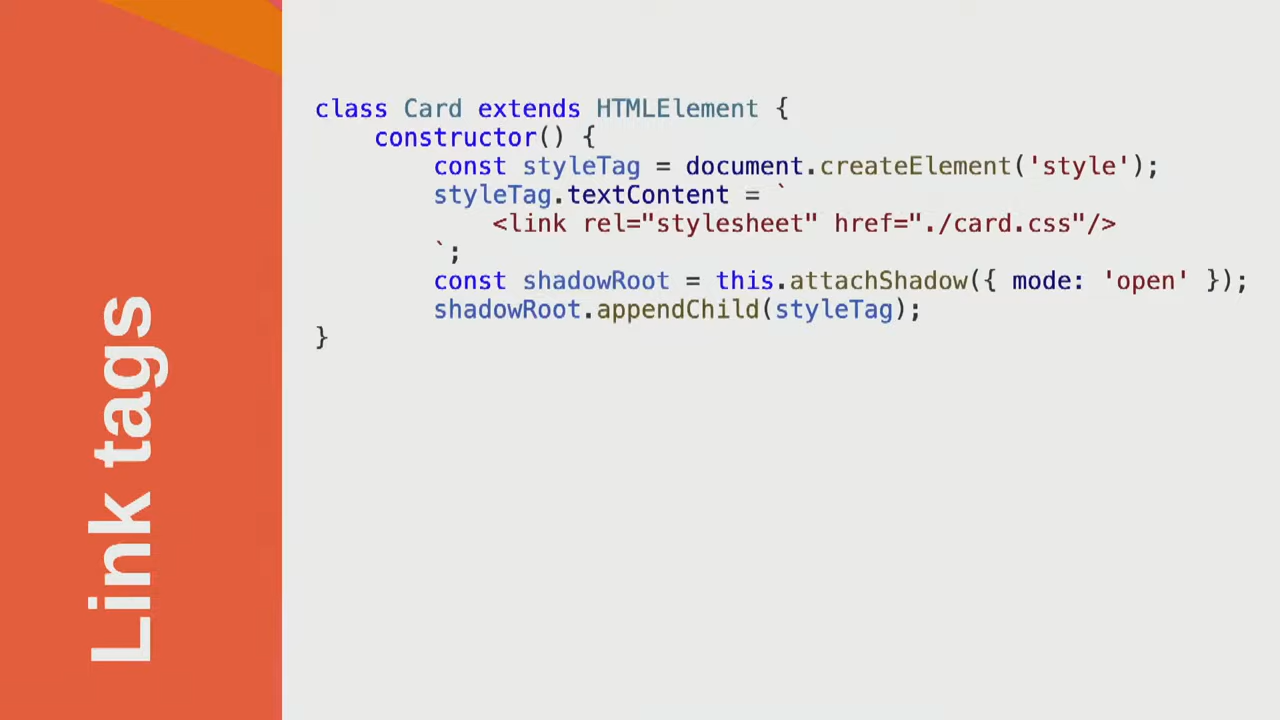 Link tags
class Card extends HTMLElement {
    constructor() {
        const styleTag = document.createElement('style');
        styleTag.textContent = `
            <link rel="stylesheet" href="./card.css"/>
        `;
        const shadowRoot = this.attachShadow({ mode: 'open' });
        shadowRoot.appendChild(styleTag);
}